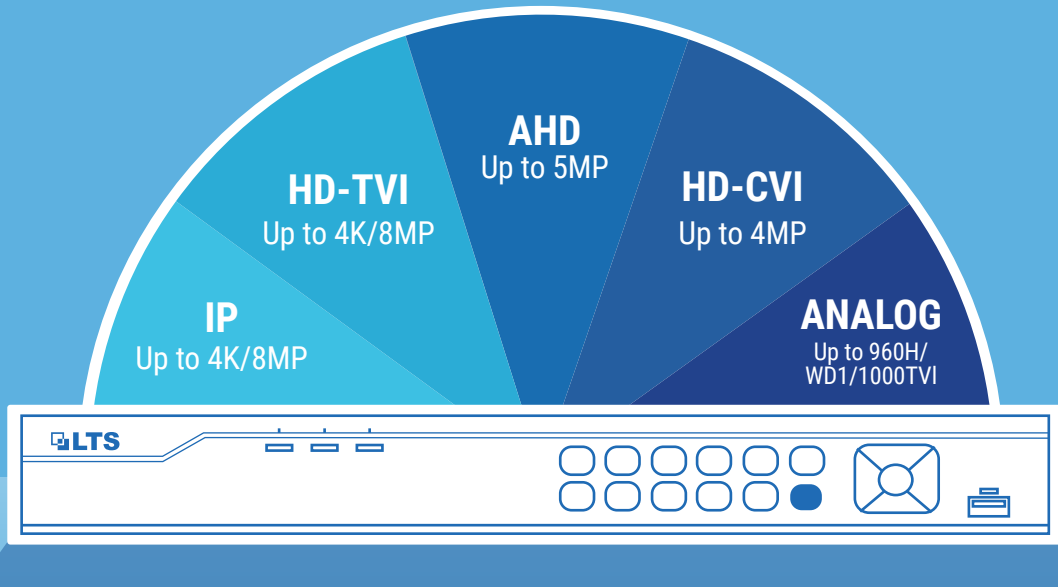 IP
Up to 4K/8MP
HD-TVI
Up to 4K/8MP
AHD
Up to 5MP
HD-CVI
Up to 4MP
ANALOG
Up to 960H/
WD1/1000TVl
LTS